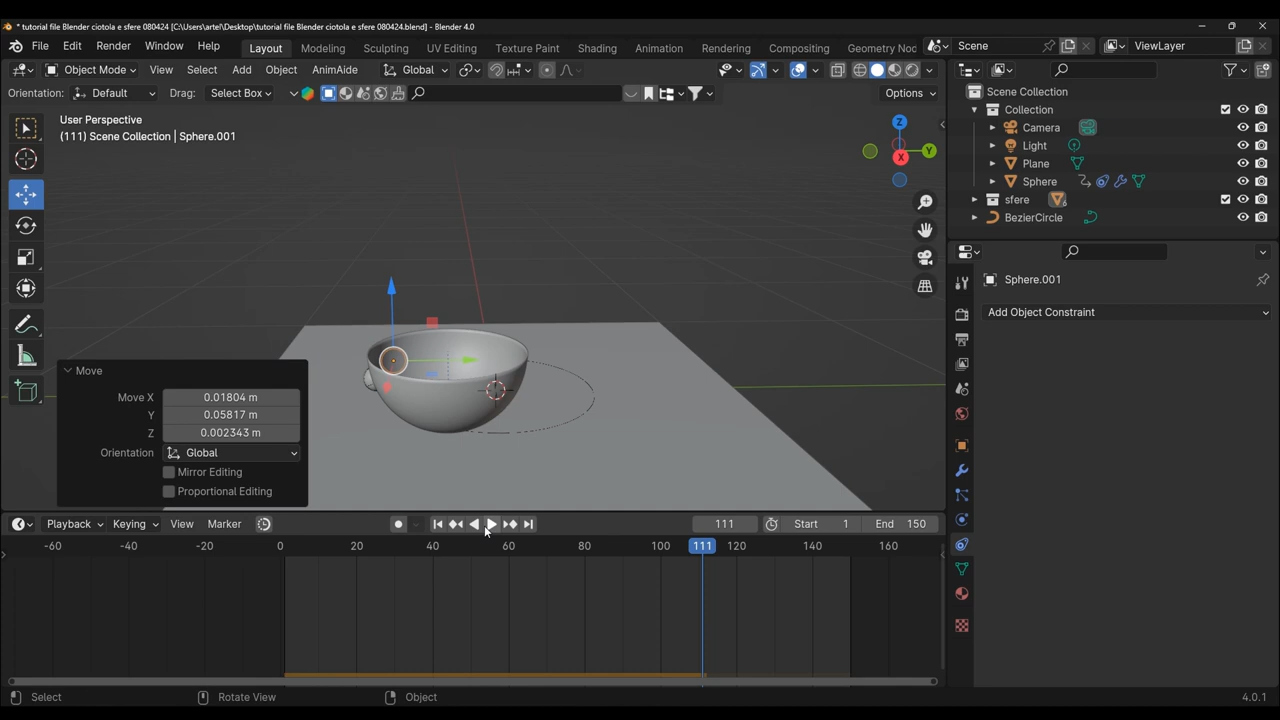 * tutorial file Blender ciotola e sfere 080424 [C:\Users\artel\Desktop\tutorial file Blender ciotola e sfere 080424.blend] - Blender 4.0
File Edit Render Window Help Layout Modeling Sculpting UV Editing Texture Paint Shading Animation Rendering Compositing Geometry Noc Scene ViewLayer
Object Mode View Select Add Object AnimAide Global
Orientation: Default Drag: Select Box Options
User Perspective
(111) Scene Collection | Sphere.001
Z
Y
X
Scene Collection
Collection
Camera
Light
Plane
Sphere
sfere 6
BezierCircle
Sphere.001
Add Object Constraint
Move
Move X 0.01804 m
Y 0.05817 m
Z 0.002343 m
Orientation Global
Mirror Editing
Proportional Editing
Playback Keying View Marker 111 Start 1 End 150
-60 -40 -20 0 20 40 60 80 100 111 120 140 160
Select Rotate View Object 4.0.1